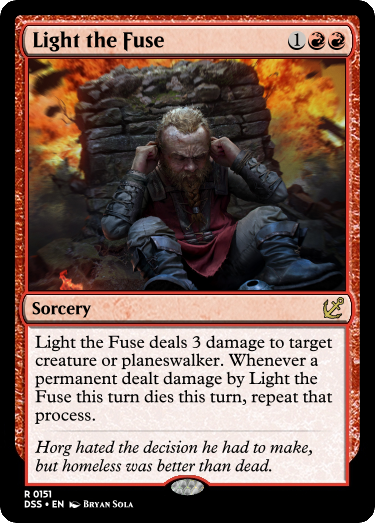 Light the Fuse 1
Sorcery
Light the Fuse deals 3 damage to target
creature or planeswalker. Whenever a
permanent dealt damage by Light the
Fuse this turn dies this turn, repeat that
process.
Horg hated the decision he had to make,
but homeless was better than dead.
R 0151
DSS • EN Bryan Sola